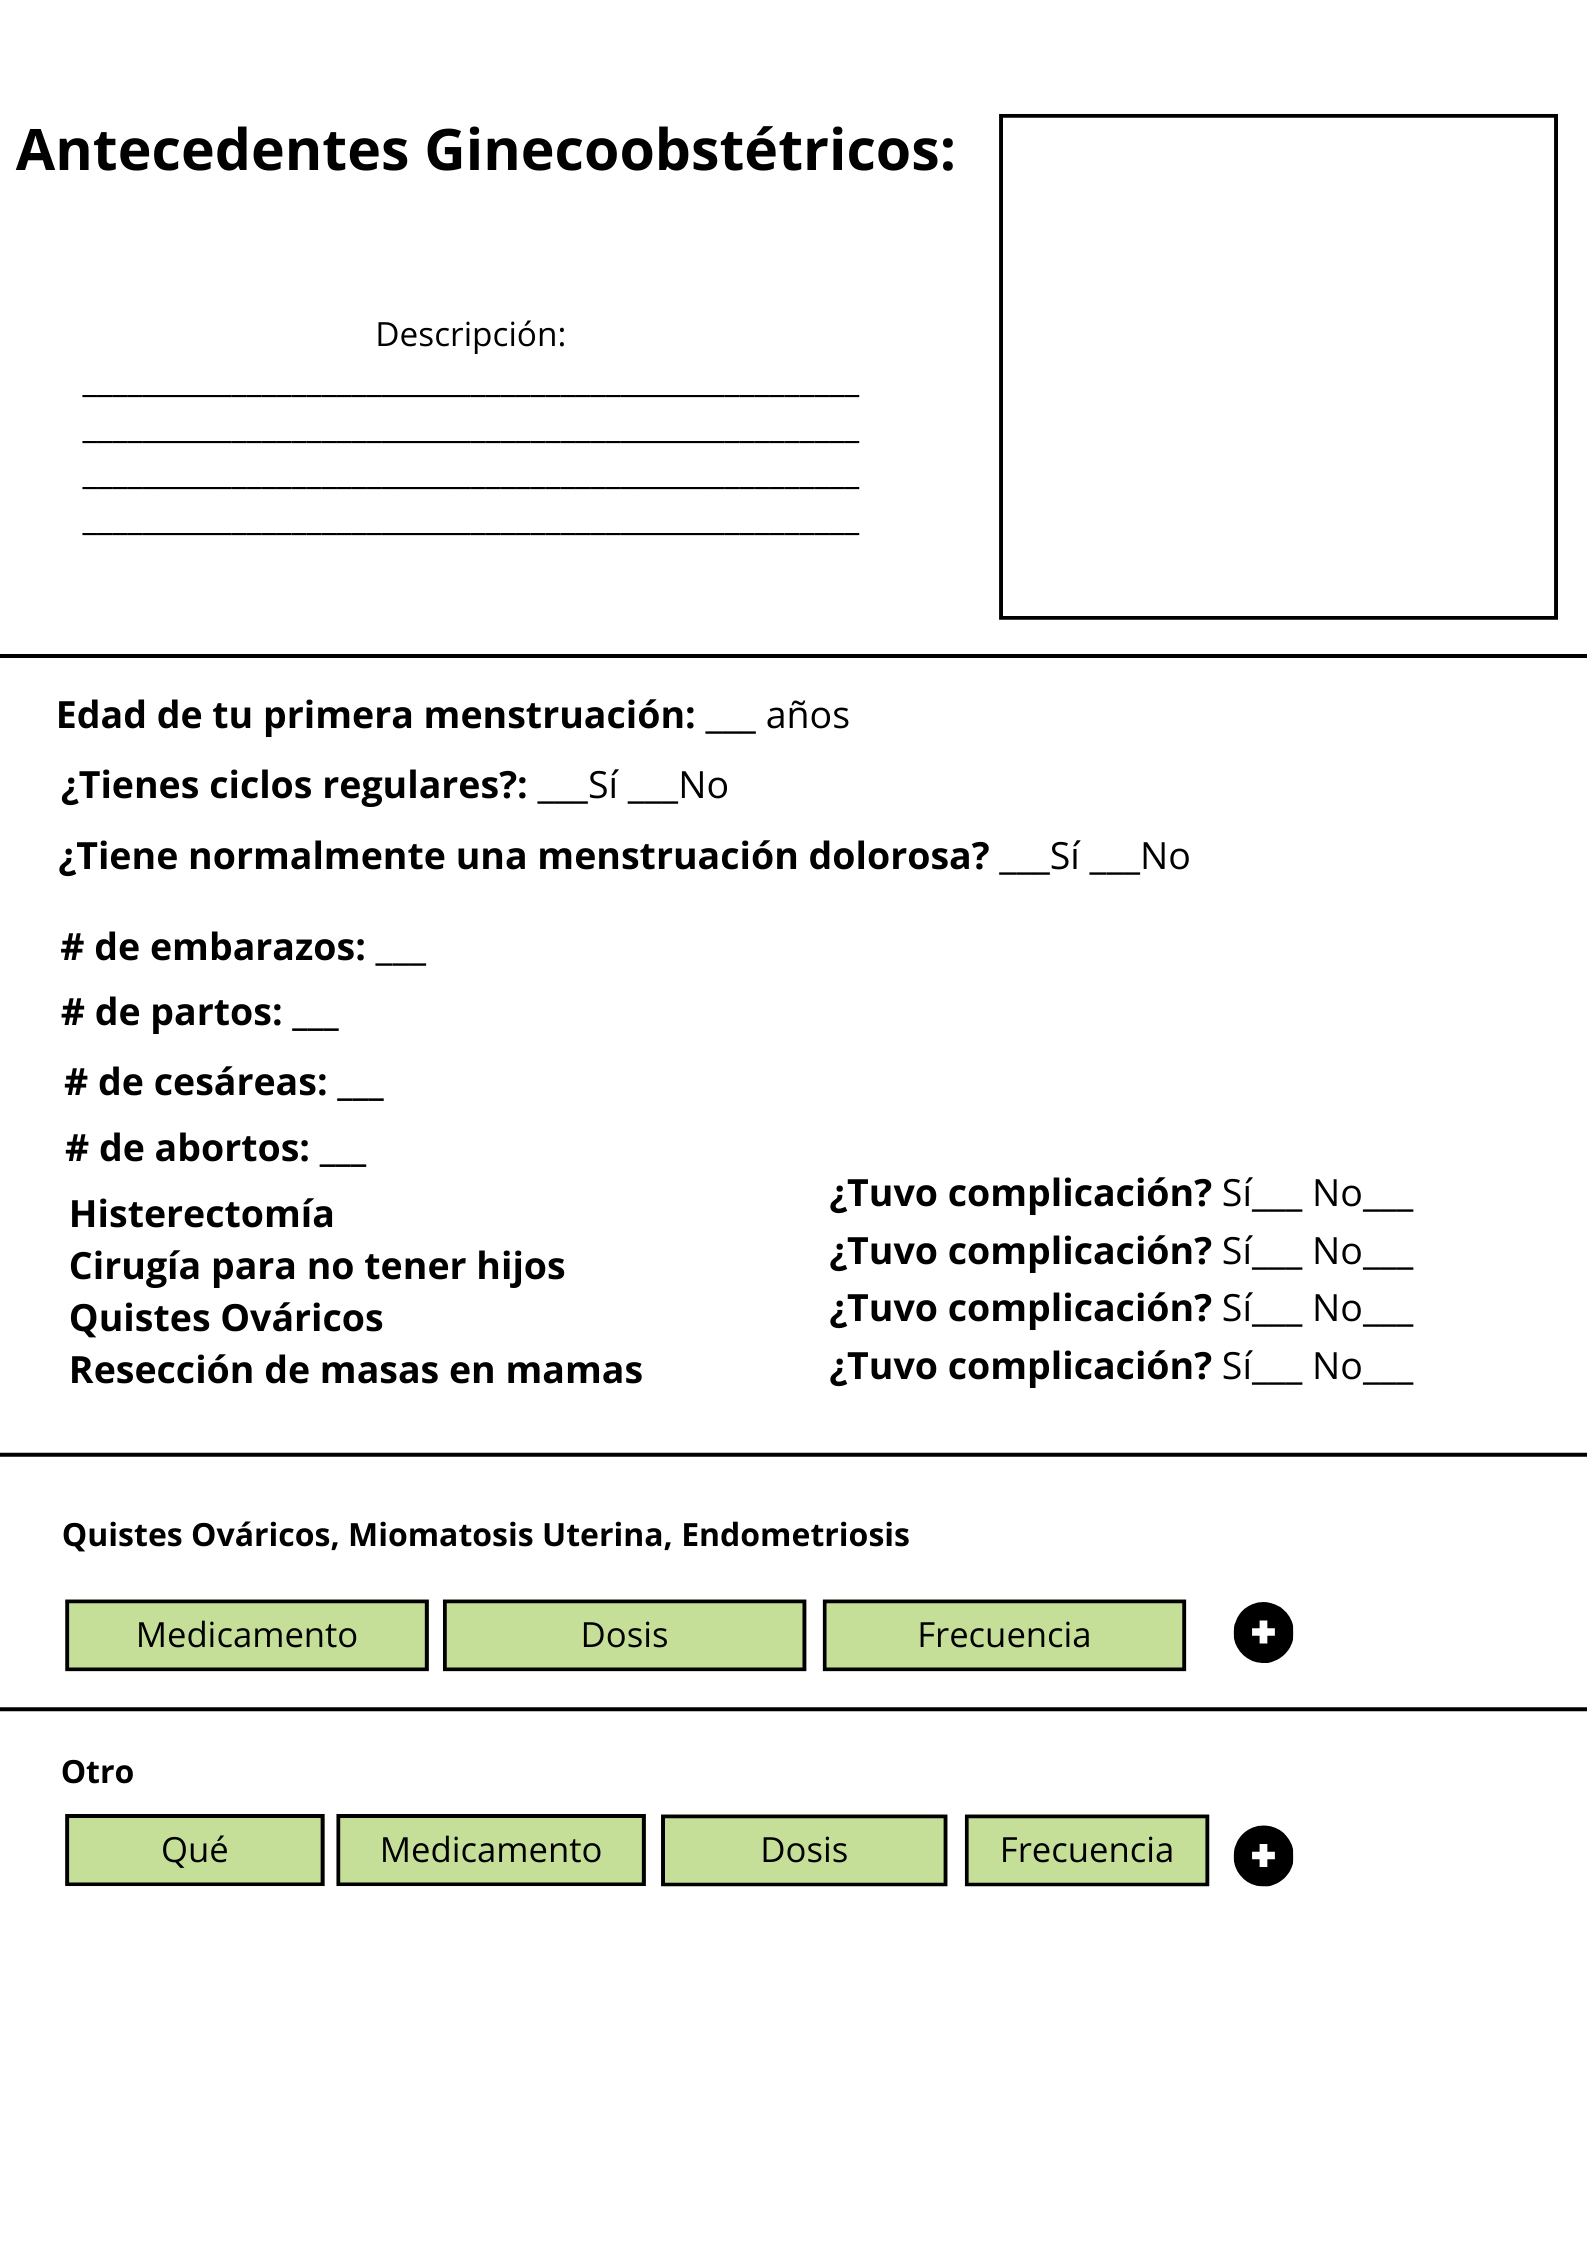 Antecedentes Ginecoobstétricos:
Descripción:
____________________________________________________
____________________________________________________
____________________________________________________
____________________________________________________
Edad de tu primera menstruación: ___ años
¿Tienes ciclos regulares?: ___Sí ___No
¿Tiene normalmente una menstruación dolorosa? ___Sí ___No
# de embarazos: ___
# de partos: ___
# de cesáreas: ___
# de abortos: ___
Histerectomía ¿Tuvo complicación? Sí___ No___
Cirugía para no tener hijos ¿Tuvo complicación? Sí___ No___
Quistes Ováricos ¿Tuvo complicación? Sí___ No___
Resección de masas en mamas ¿Tuvo complicación? Sí___ No___
Quistes Ováricos, Miomatosis Uterina, Endometriosis
Medicamento Dosis Frecuencia
Otro
Qué Medicamento Dosis Frecuencia